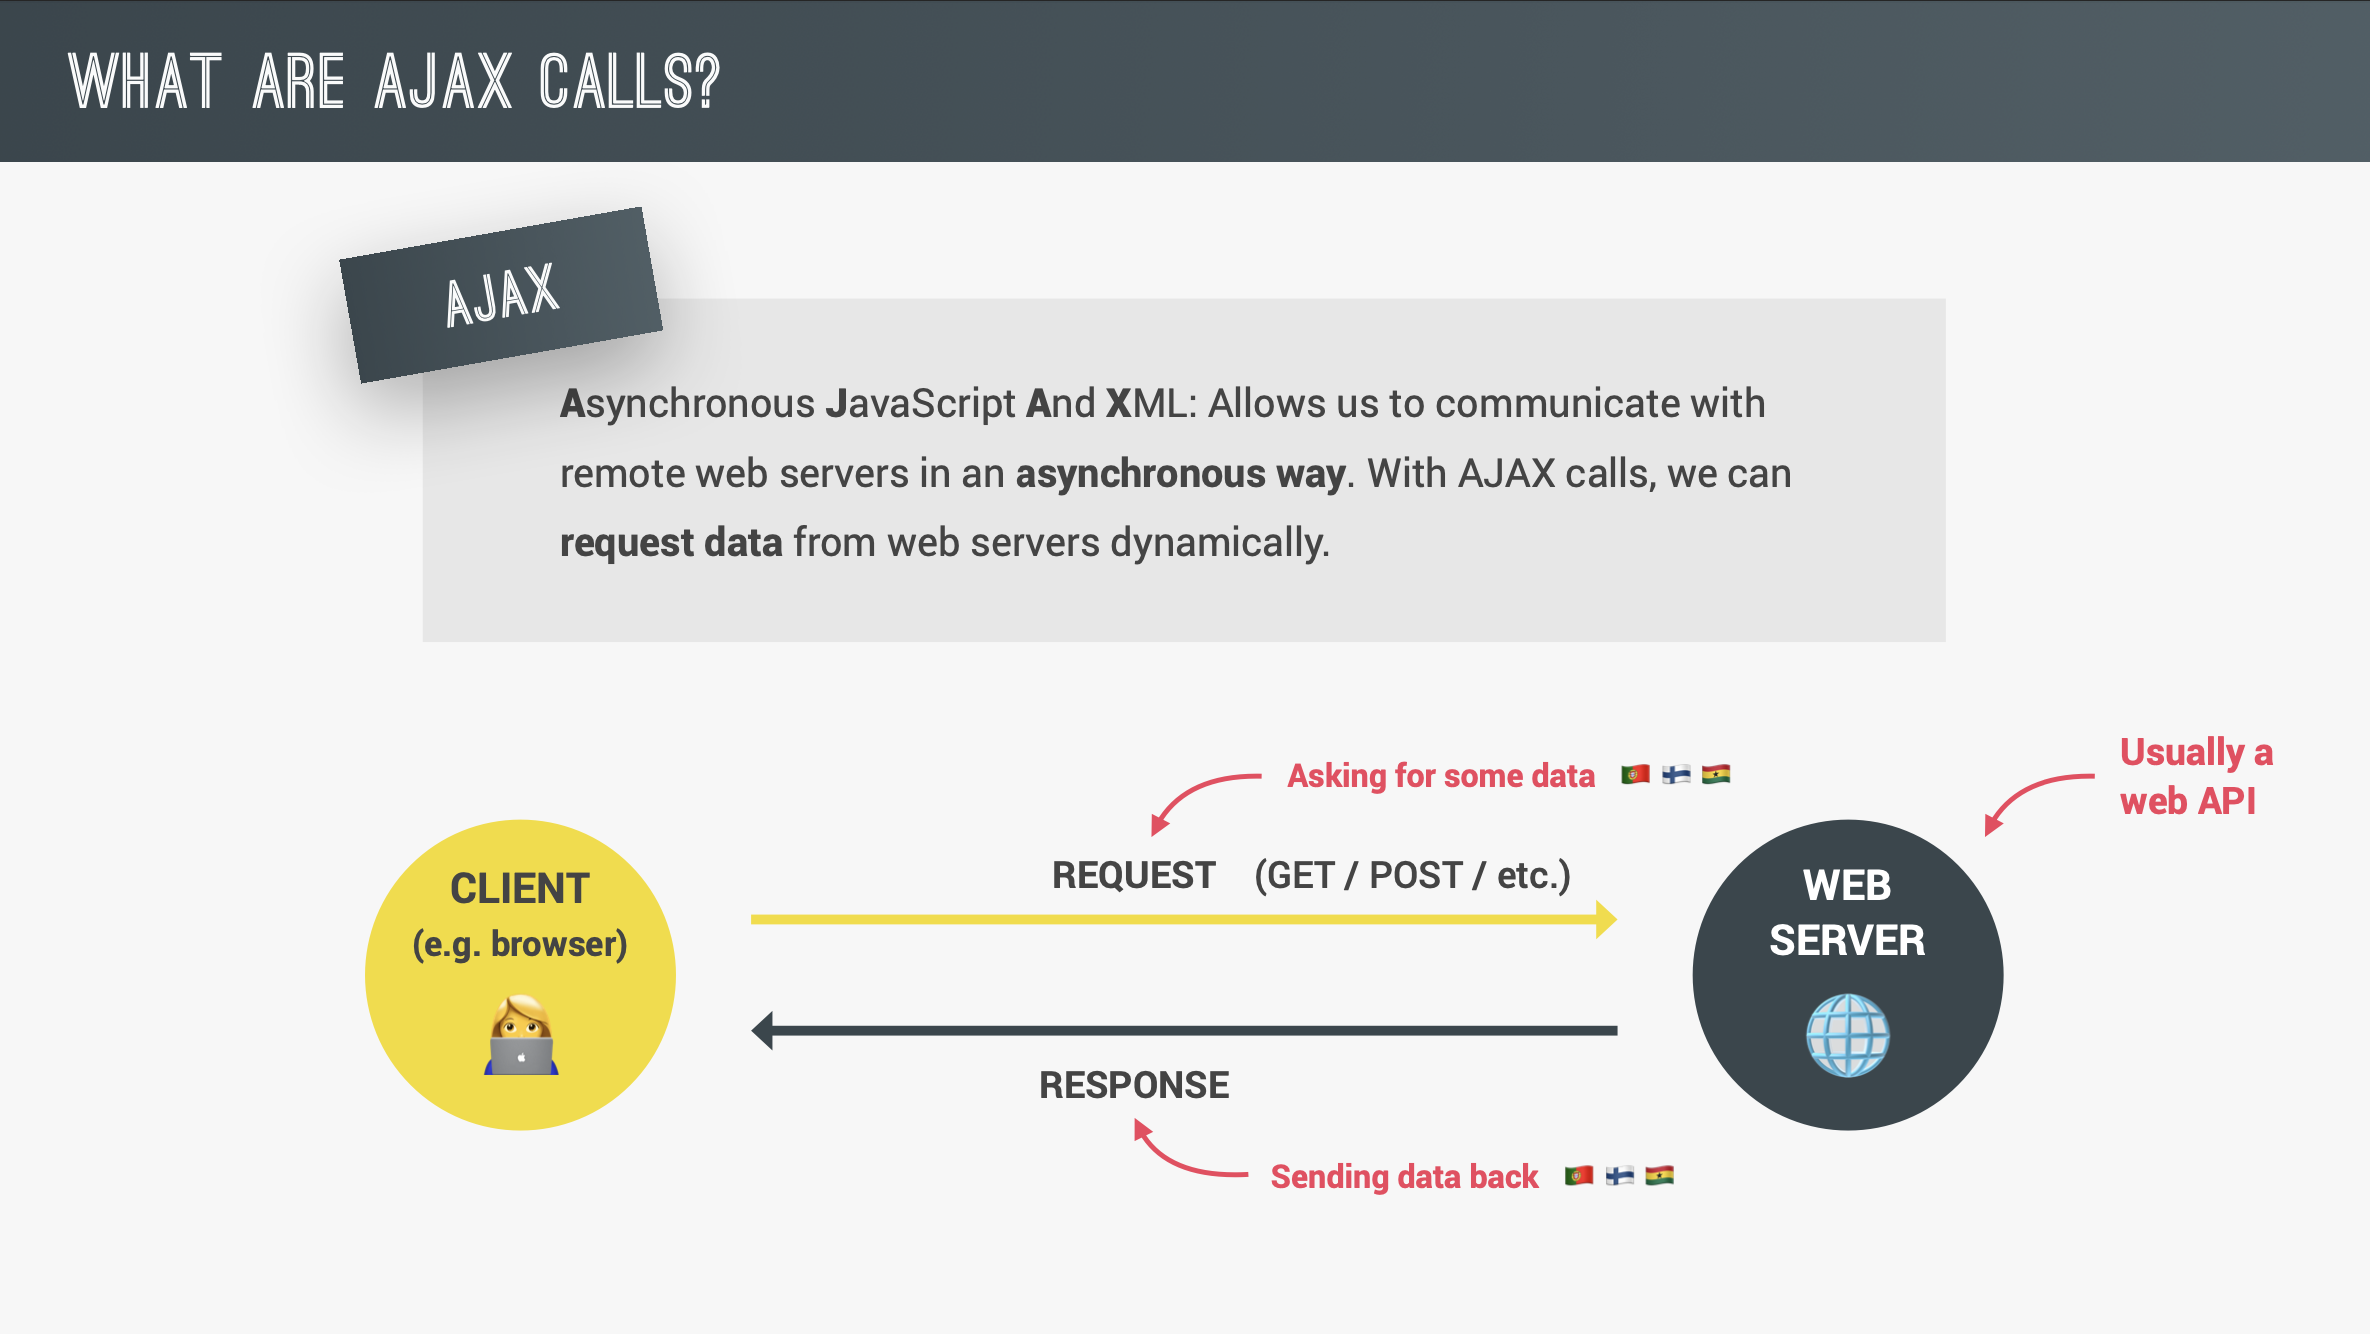 WHAT ARE AJAX CALLS?
AJAX
Asynchronous JavaScript And XML: Allows us to communicate with
remote web servers in an asynchronous way. With AJAX calls, we can
request data from web servers dynamically.
Asking for some data
Usually a
web API
CLIENT
(e.g. browser)
REQUEST (GET / POST / etc.)
WEB
SERVER
RESPONSE
Sending data back